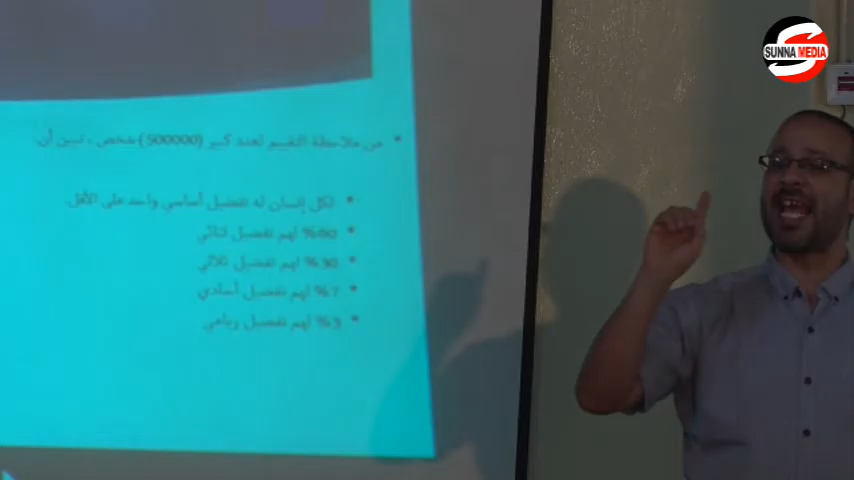 SUNNA MEDIA
من ملاحظة التقييم لعدد كبير (500000) شخص ، تبين أن:
لكل إنسان له تفضيل أساسي واحد على الأقل.
60% لهم تفضيل ثنائي
30% لهم تفضيل ثلاثي
7% لهم تفضيل أحادي
3% لهم تفضيل رباعي